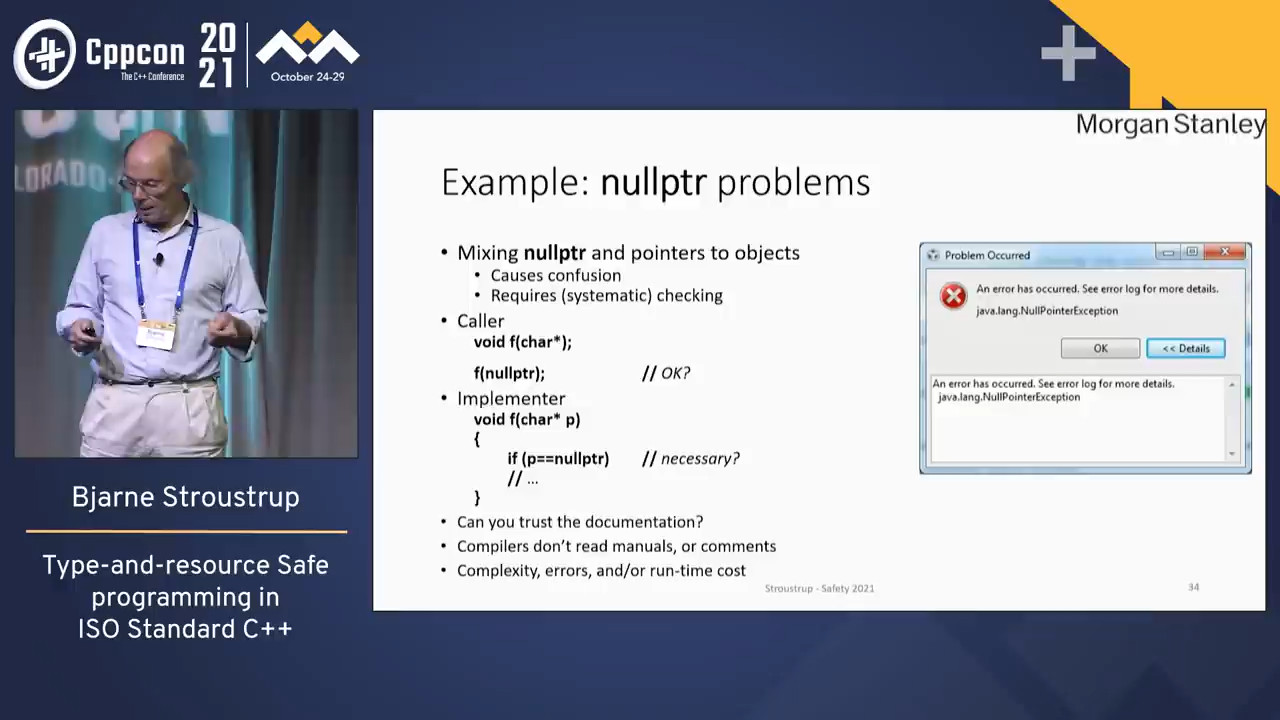 Cppcon
The C++ Conference
20
21
October 24-29
LORADO
Morgan Stanley
Example: nullptr problems
• Mixing nullptr and pointers to objects
• Causes confusion
• Requires (systematic) checking
• Caller
void f(char*);
f(nullptr); // OK?
• Implementer
void f(char* p)
{
if (p==nullptr) // necessary?
// ...
}
• Can you trust the documentation?
• Compilers don't read manuals, or comments
• Complexity, errors, and/or run-time cost
Stroustrup - Safety 2021
34
Problem Occurred
An error has occurred. See error log for more details.
java.lang.NullPointerException
OK
<< Details
An error has occurred. See error log for more details.
java.lang.NullPointerException
Bjarne Stroustrup
Type-and-resource Safe
programming in
ISO Standard C++